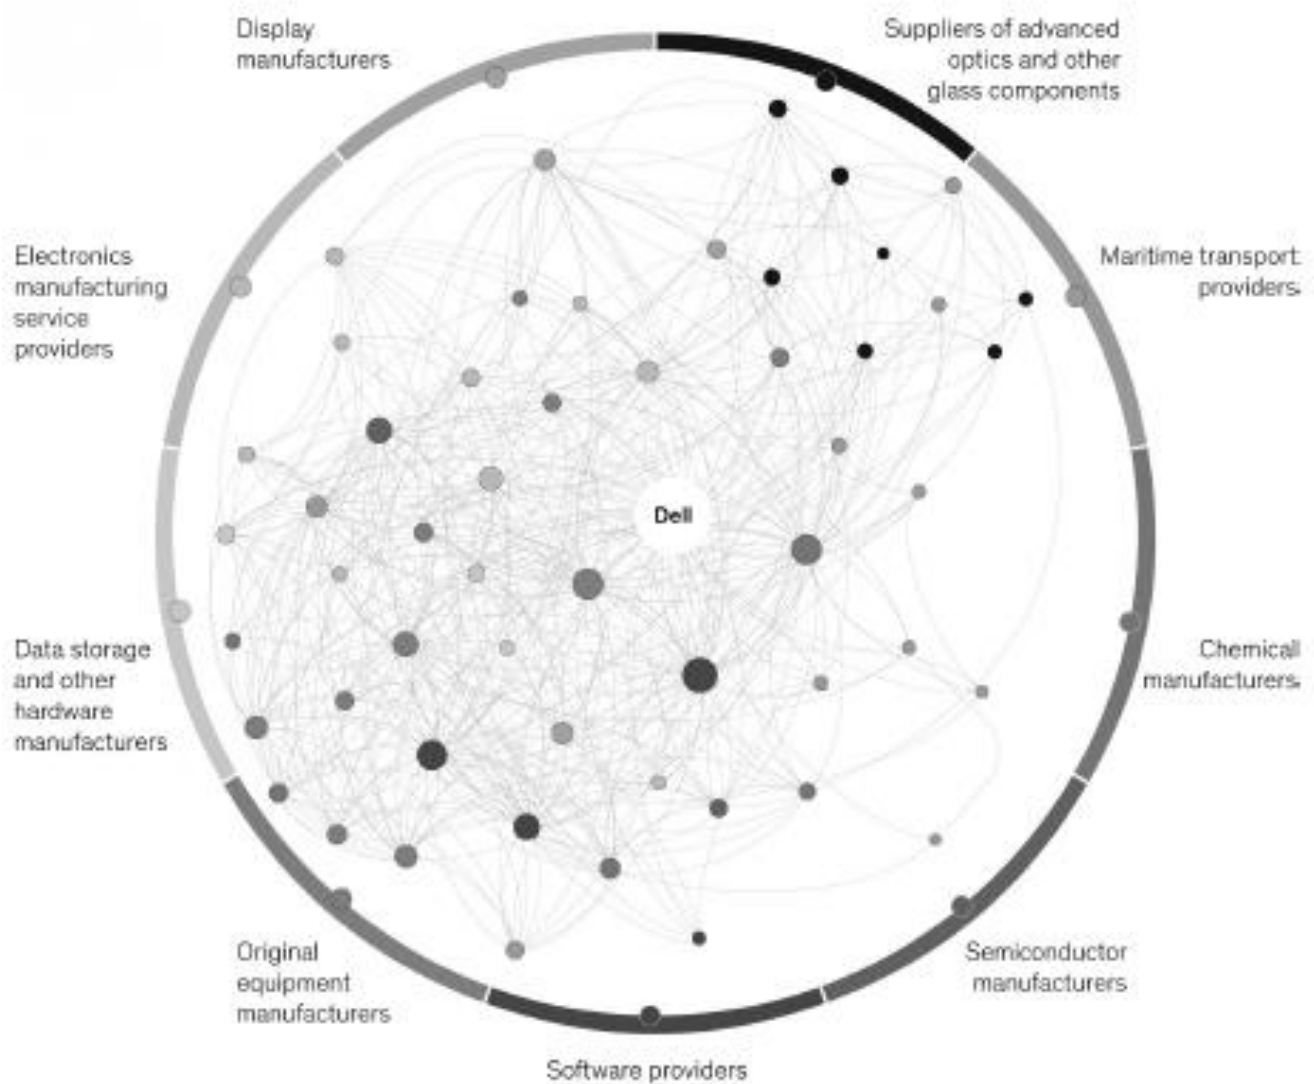 Display
manufacturers
Suppliers of advanced
optics and other
glass components
Electronics
manufacturing
service
providers
Maritime transport
providers.
Dell
Data storage
and other
hardware
manufacturers
Chemical
manufacturers.
Original
equipment
manufacturers
Semiconductor
manufacturers
Software providers